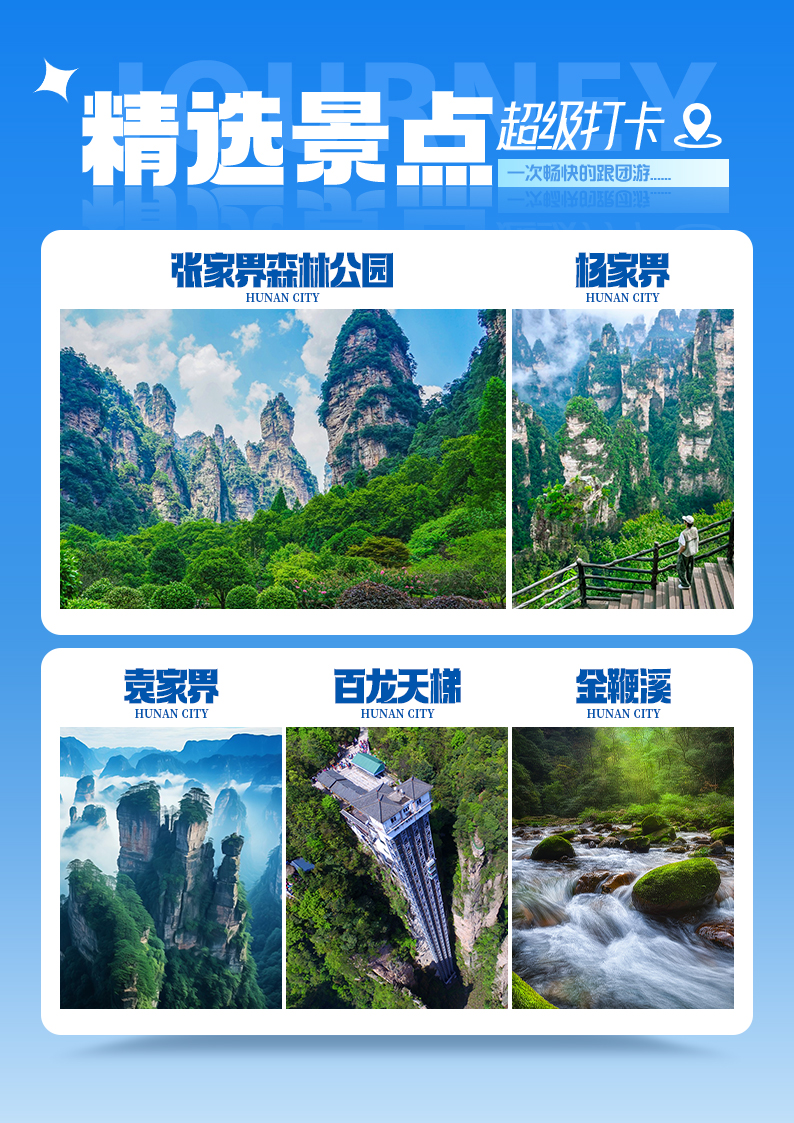 JOURNEY
精选景点
超级打卡
一次畅快的跟团游......
张家界森林公园
HUNAN CITY
杨家界
HUNAN CITY
袁家界
HUNAN CITY
百龙天梯
HUNAN CITY
金鞭溪
HUNAN CITY